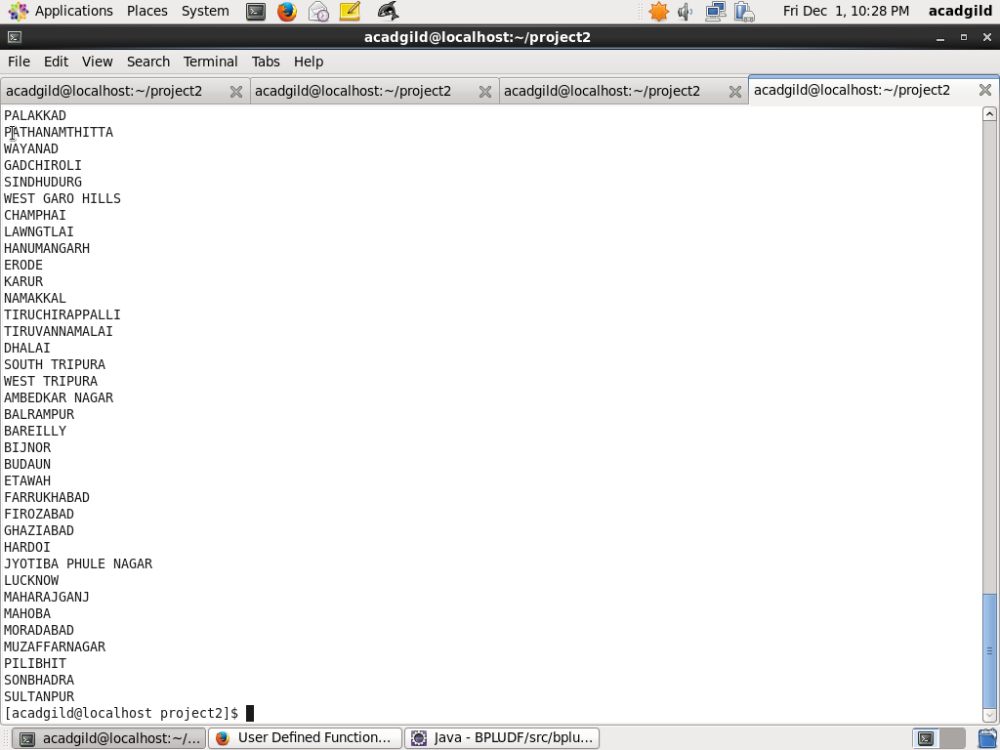 Applications Places System Fri Dec 1, 10:28 PM acadgild
acadgild@localhost:~/project2
File Edit View Search Terminal Tabs Help
acadgild@localhost:~/project2 acadgild@localhost:~/project2 acadgild@localhost:~/project2 acadgild@localhost:~/project2
PALAKKAD
PATHANAMTHITTA
WAYANAD
GADCHIROLI
SINDHUDURG
WEST GARO HILLS
CHAMPHAI
LAWNGTLAI
HANUMANGARH
ERODE
KARUR
NAMAKKAL
TIRUCHIRAPPALLI
TIRUVANNAMALAI
DHALAI
SOUTH TRIPURA
WEST TRIPURA
AMBEDKAR NAGAR
BALRAMPUR
BAREILLY
BIJNOR
BUDAUN
ETAWAH
FARRUKHABAD
FIROZABAD
GHAZIABAD
HARDOI
JYOTIBA PHULE NAGAR
LUCKNOW
MAHARAJGANJ
MAHOBA
MORADABAD
MUZAFFARNAGAR
PILIBHIT
SONBHADRA
SULTANPUR
[acadgild@localhost project2]$
acadgild@localhost:~/... User Defined Function... Java - BPLUDF/src/bplu...